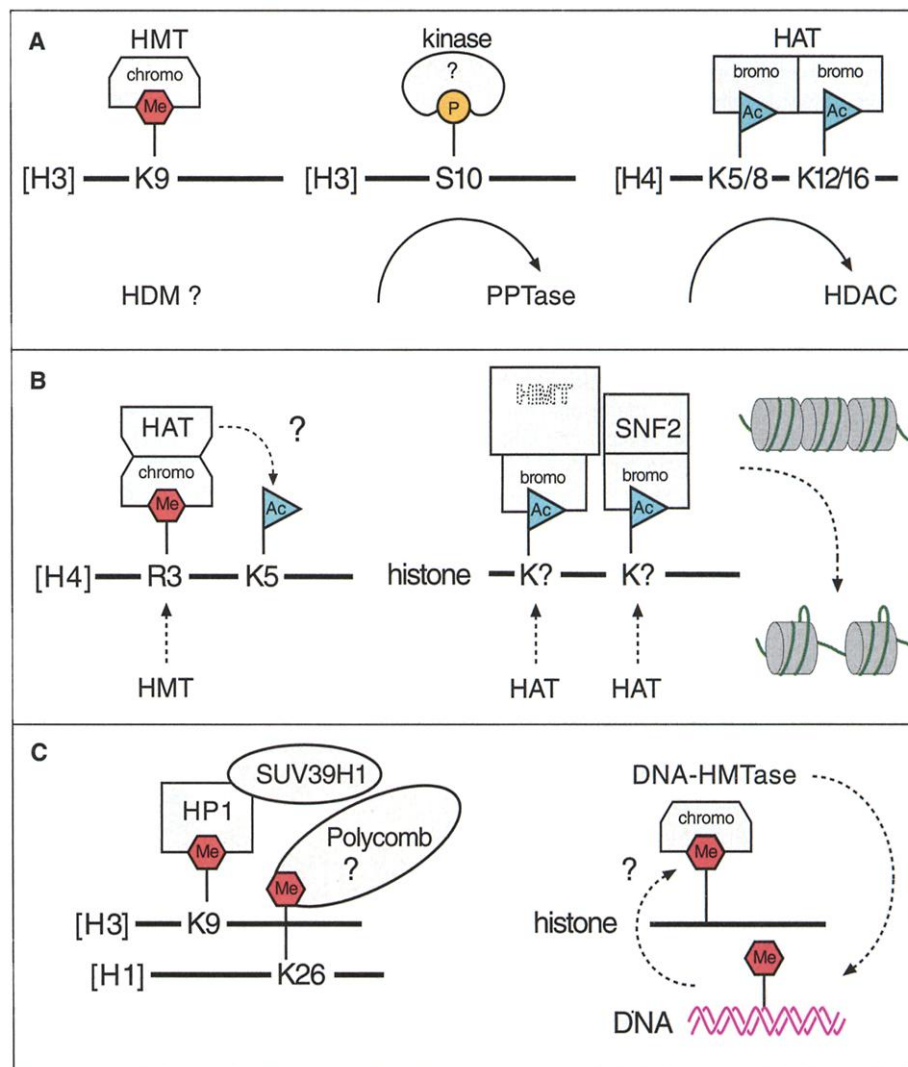 A
HMT
chromo
Me
[H3] K9
HDM ?
kinase
?
P
[H3] S10
PPTase
HAT
bromo bromo
Ac Ac
[H4] K5/8 K12/16
HDAC
B
HAT
?
chromo
Me
Ac
[H4] R3 K5
HMT
HMT
SNF2
bromo bromo
Ac Ac
histone K? K?
HAT HAT
C
SUV39H1
HP1
Polycomb
?
Me
Me
[H3] K9
[H1] K26
DNA-HMTase
chromo
Me
?
histone
Me
DNA